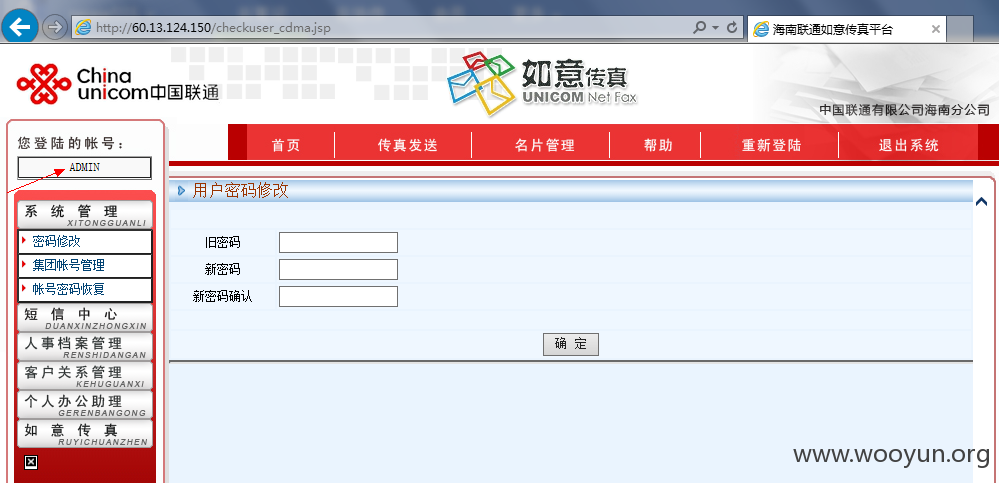 http://60.13.124.150/checkuser_cdma.jsp
海南联通如意传真平台
China unicom中国联通
如意传真
UNICOM Net Fax
中国联通有限公司海南分公司
您登陆的帐号:
ADMIN
首页 传真发送 名片管理 帮助 重新登陆 退出系统
用户密码修改
旧密码
新密码
新密码确认
确 定
系 统 管 理
XITONGGUANLI
密码修改
集团帐号管理
帐号密码恢复
短 信 中 心
DUANXINZHONGXIN
人事档案管理
RENSHIDANGAN
客户关系管理
KEHUGUANXI
个人办公助理
GERENBANGONG
如 意 传 真
RUYICHUANZHEN
www.wooyun.org